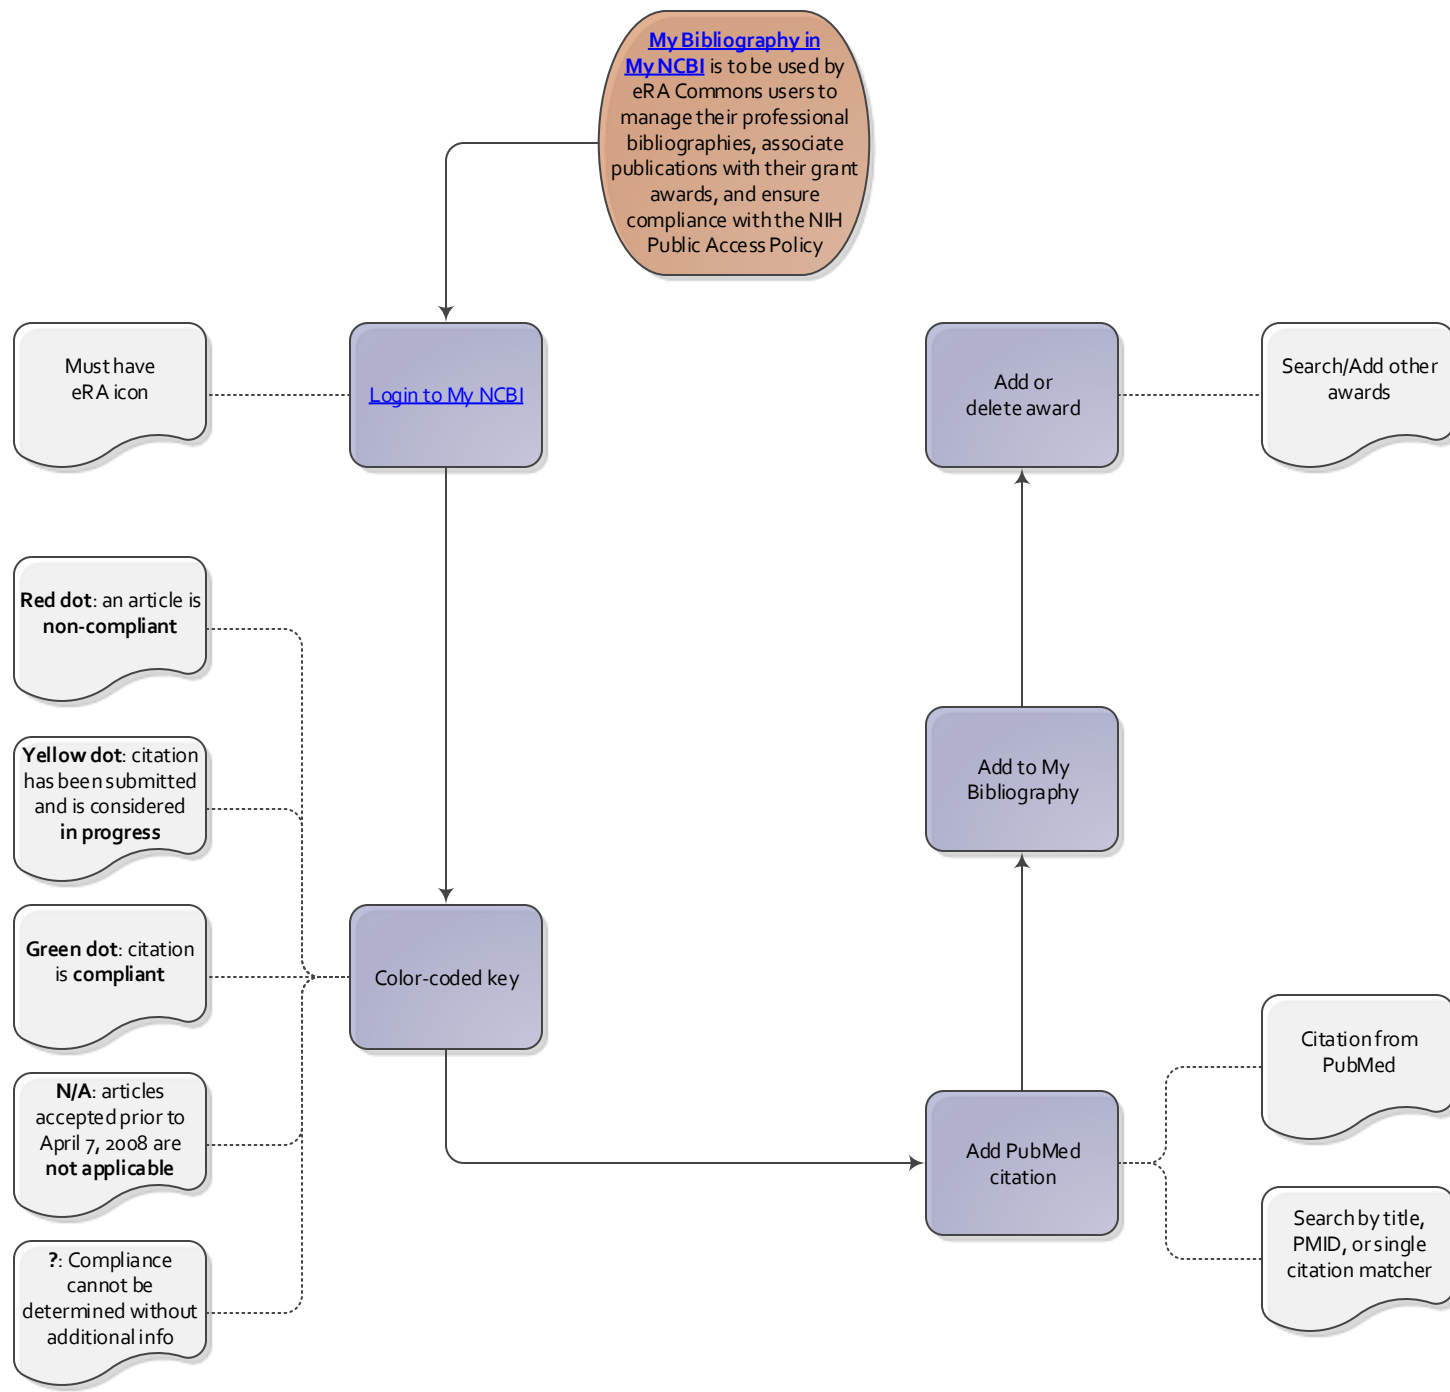 My Bibliography in
My NCBI is to be used by
eRA Commons users to
manage their professional
bibliographies, associate
publications with their grant
awards, and ensure
compliance with the NIH
Public Access Policy
Must have
eRA icon
Login to My NCBI
Add or
delete award
Search/Add other
awards
Red dot: an article is
non-compliant
Yellow dot: citation
has been submitted
and is considered
in progress
Add to My
Bibliography
Green dot: citation
is compliant
Color-coded key
N/A: articles
accepted prior to
April 7, 2008 are
not applicable
Add PubMed
citation
Citation from
PubMed
Search by title,
PMID, or single
citation matcher
?: Compliance
cannot be
determined without
additional info